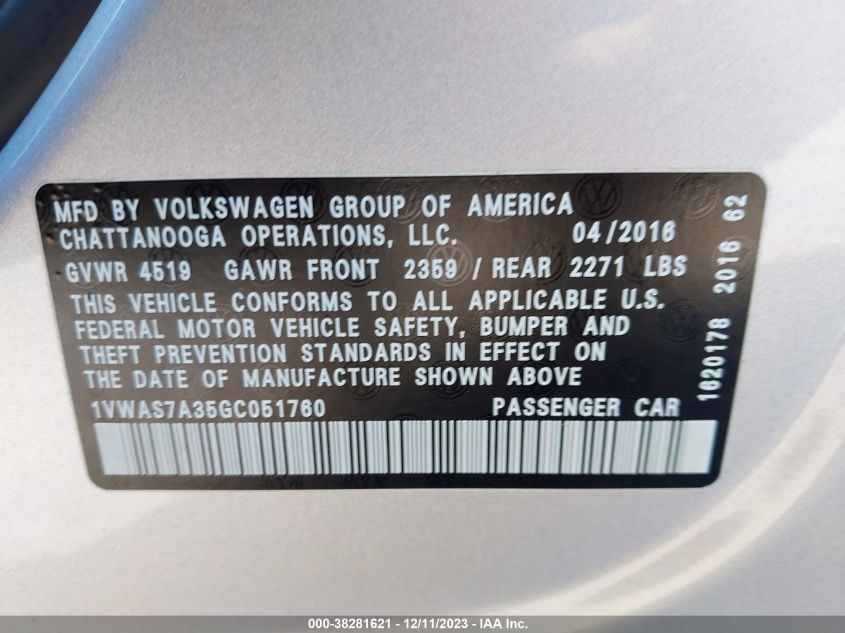 MFD BY VOLKSWAGEN GROUP OF AMERICA
CHATTANOOGA OPERATIONS, LLC. 04/2016
GVWR 4519 GAWR FRONT 2359 / REAR 2271 LBS
THIS VEHICLE CONFORMS TO ALL APPLICABLE U.S.
FEDERAL MOTOR VEHICLE SAFETY, BUMPER AND
THEFT PREVENTION STANDARDS IN EFFECT ON
THE DATE OF MANUFACTURE SHOWN ABOVE
1VWAS7A35GC051760 PASSENGER CAR
1620178 2016 62
000-38281621 - 12/11/2023 - IAA Inc.